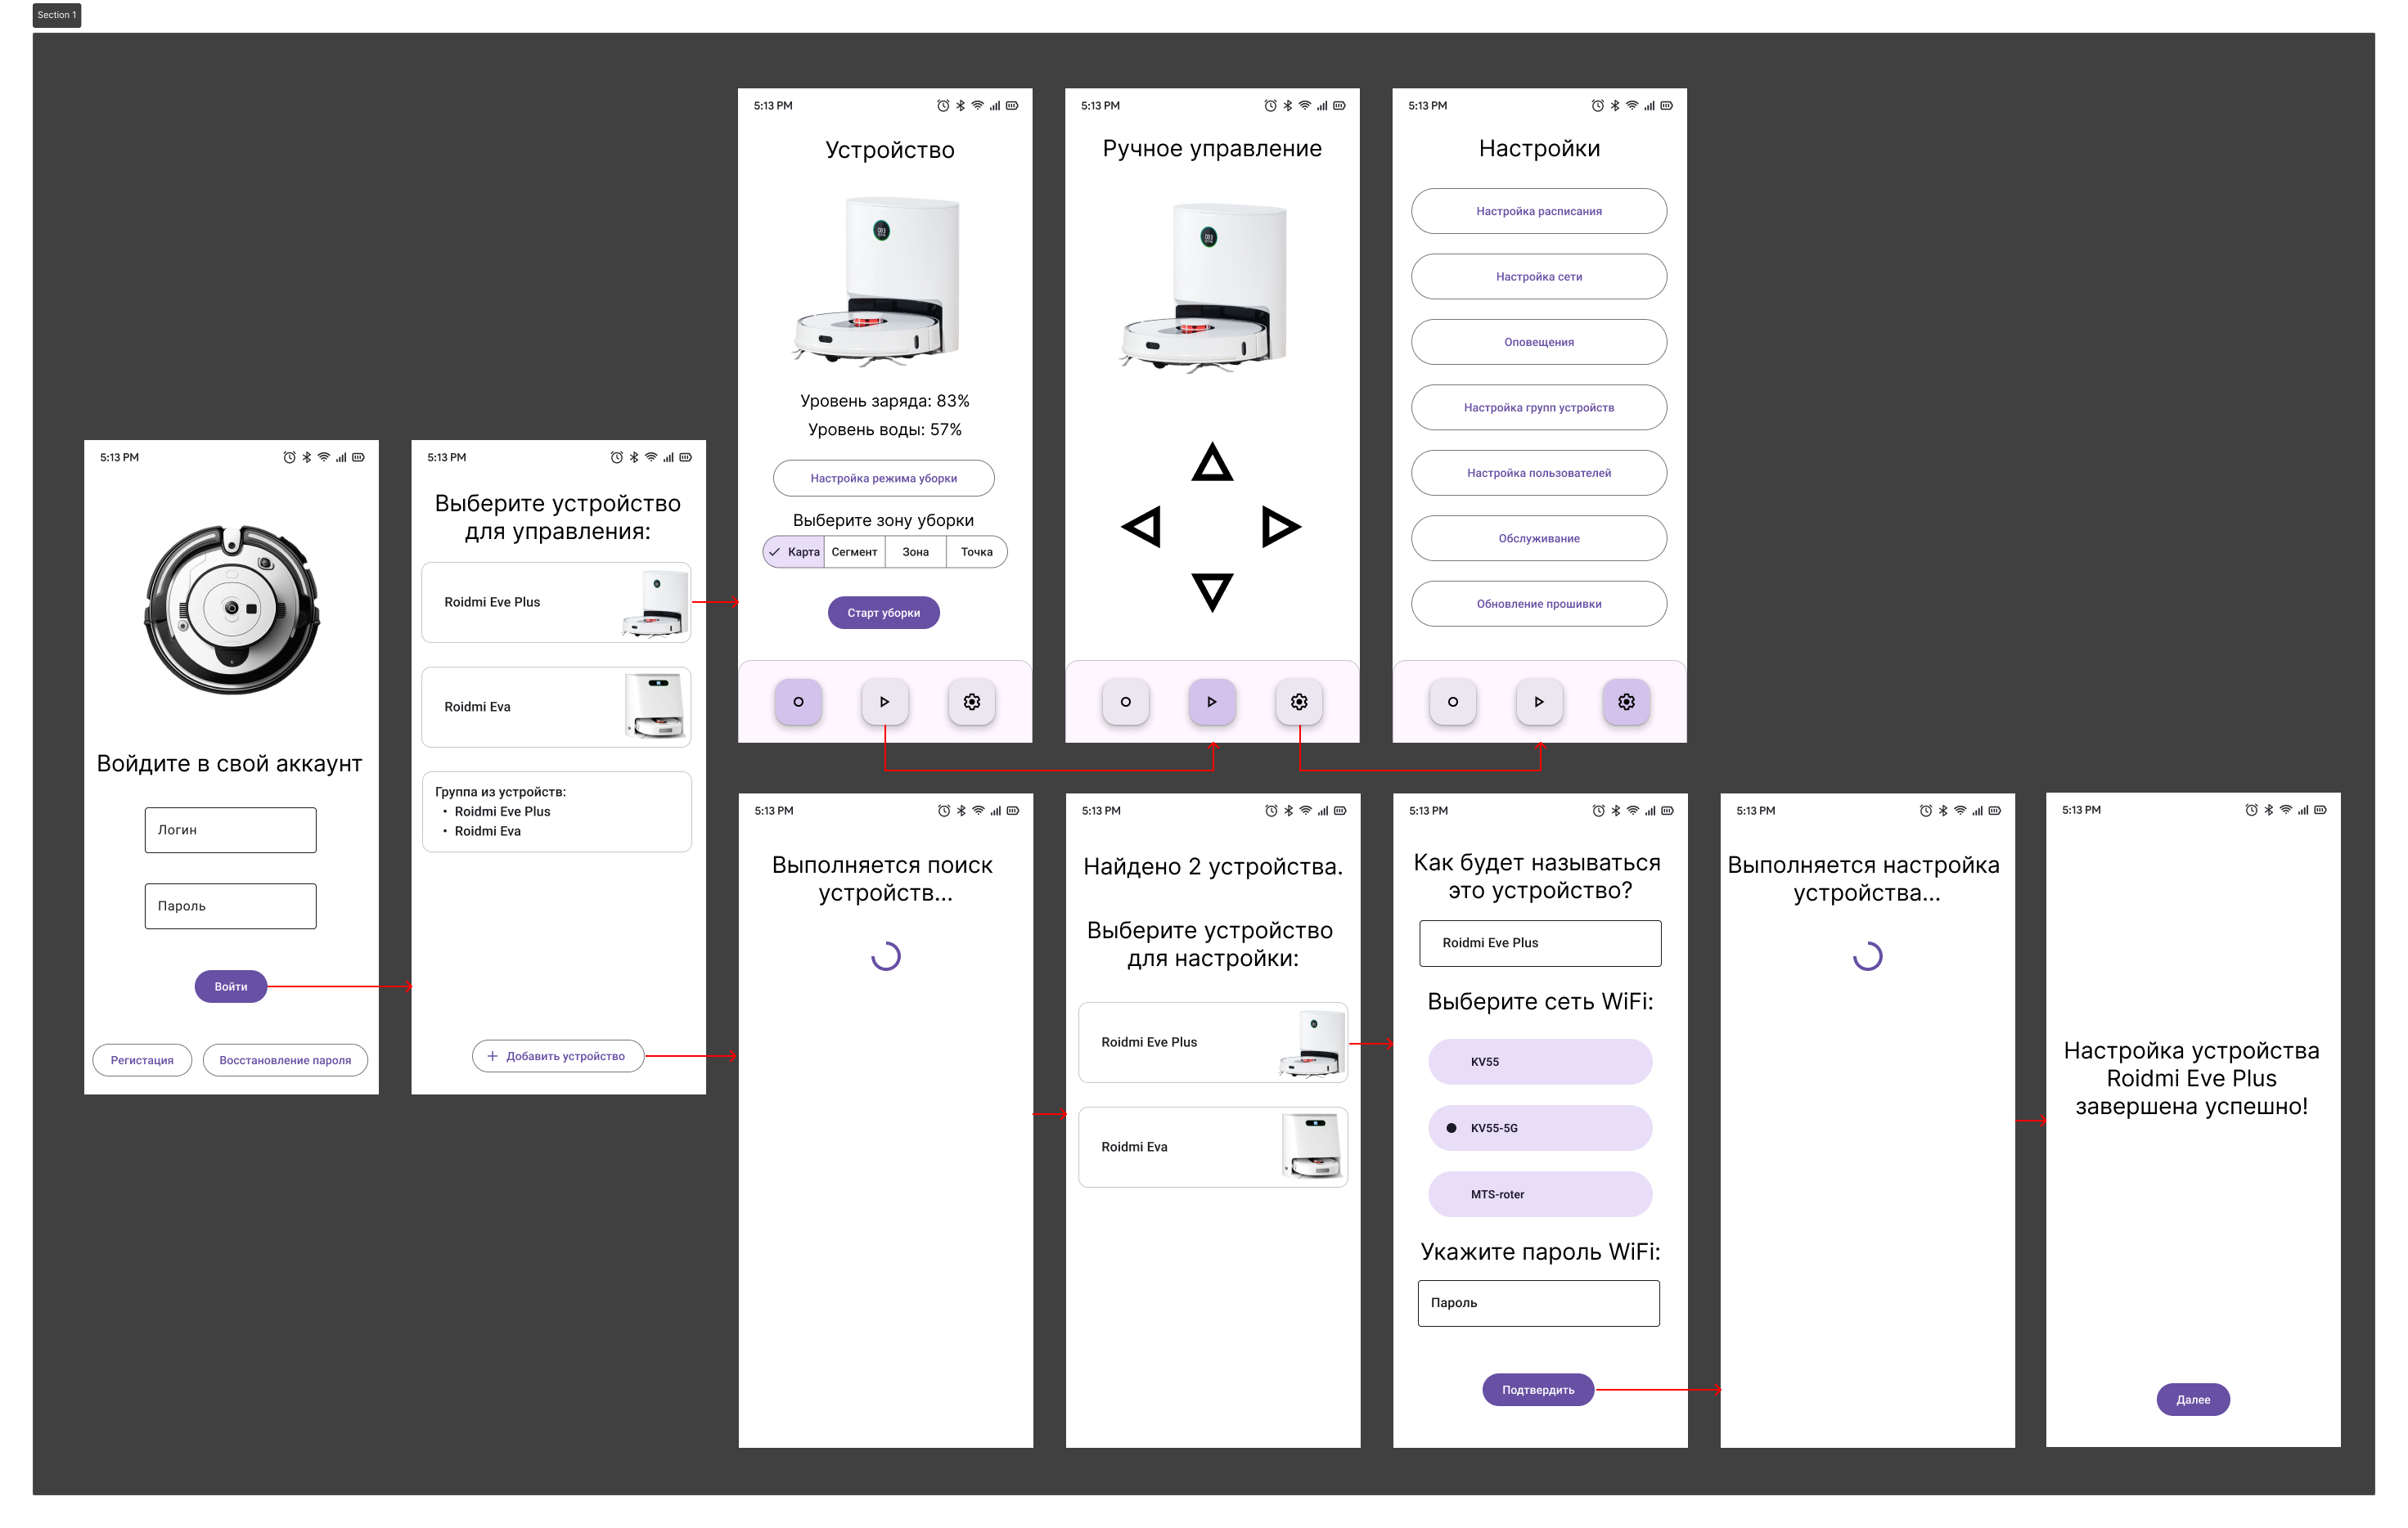 Section 1
5:13 PM
Войдите в свой аккаунт
Логин
Пароль
Войти
Регистация
Восстановление пароля
5:13 PM
Выберите устройство
для управления:
Roidmi Eve Plus
Roidmi Eva
Группа из устройств:
• Roidmi Eve Plus
• Roidmi Eva
+ Добавить устройство
5:13 PM
Устройство
Уровень заряда: 83%
Уровень воды: 57%
Настройка режима уборки
Выберите зону уборки
Карта
Сегмент
Зона
Точка
Старт уборки
5:13 PM
Ручное управление
5:13 PM
Настройки
Настройка расписания
Настройка сети
Оповещения
Настройка групп устройств
Настройка пользователей
Обслуживание
Обновление прошивки
5:13 PM
Выполняется поиск
устройств...
5:13 PM
Найдено 2 устройства.
Выберите устройство
для настройки:
Roidmi Eve Plus
Roidmi Eva
5:13 PM
Как будет называться
это устройство?
Roidmi Eve Plus
Выберите сеть WiFi:
KV55
KV55-5G
MTS-roter
Укажите пароль WiFi:
Пароль
Подтвердить
5:13 PM
Выполняется настройка
устройства...
5:13 PM
Настройка устройства
Roidmi Eve Plus
завершена успешно!
Далее